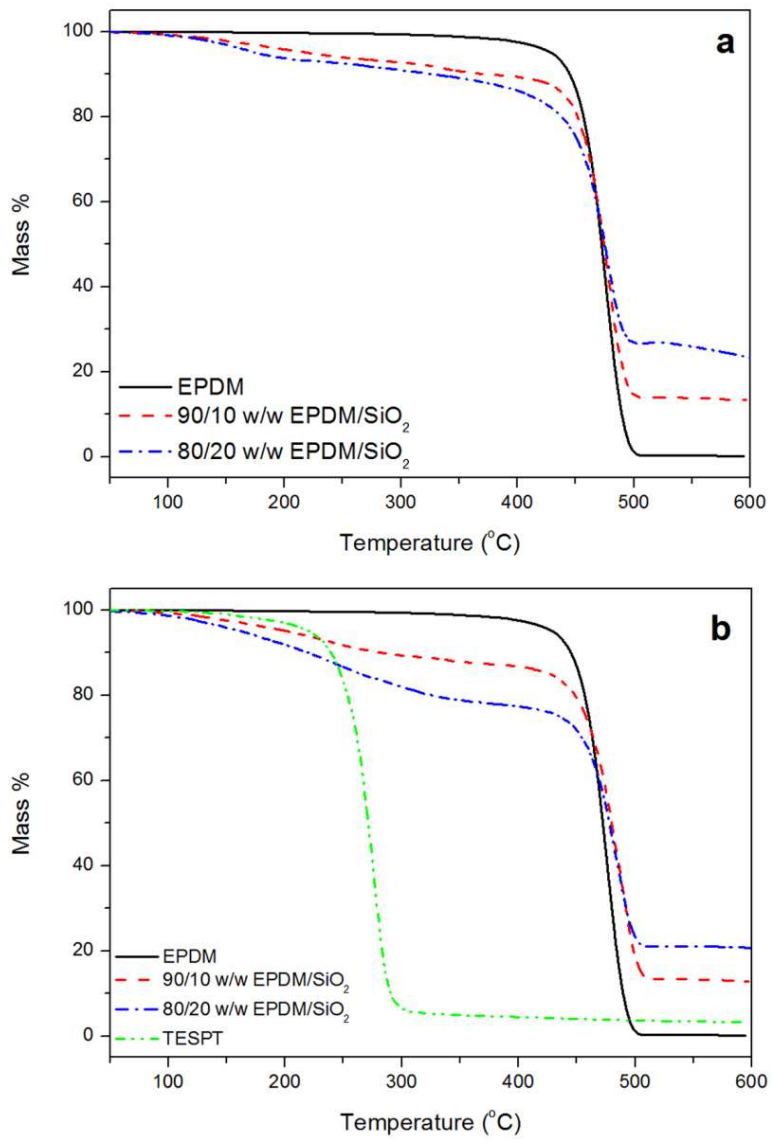 a
100
80
60
40
20
0
Mass %
EPDM
90/10 w/w EPDM/SiO₂
80/20 w/w EPDM/SiO₂
100 200 300 400 500 600
Temperature (°C)
b
100
80
60
40
20
0
Mass %
EPDM
90/10 w/w EPDM/SiO₂
80/20 w/w EPDM/SiO₂
TESPT
100 200 300 400 500 600
Temperature (°C)